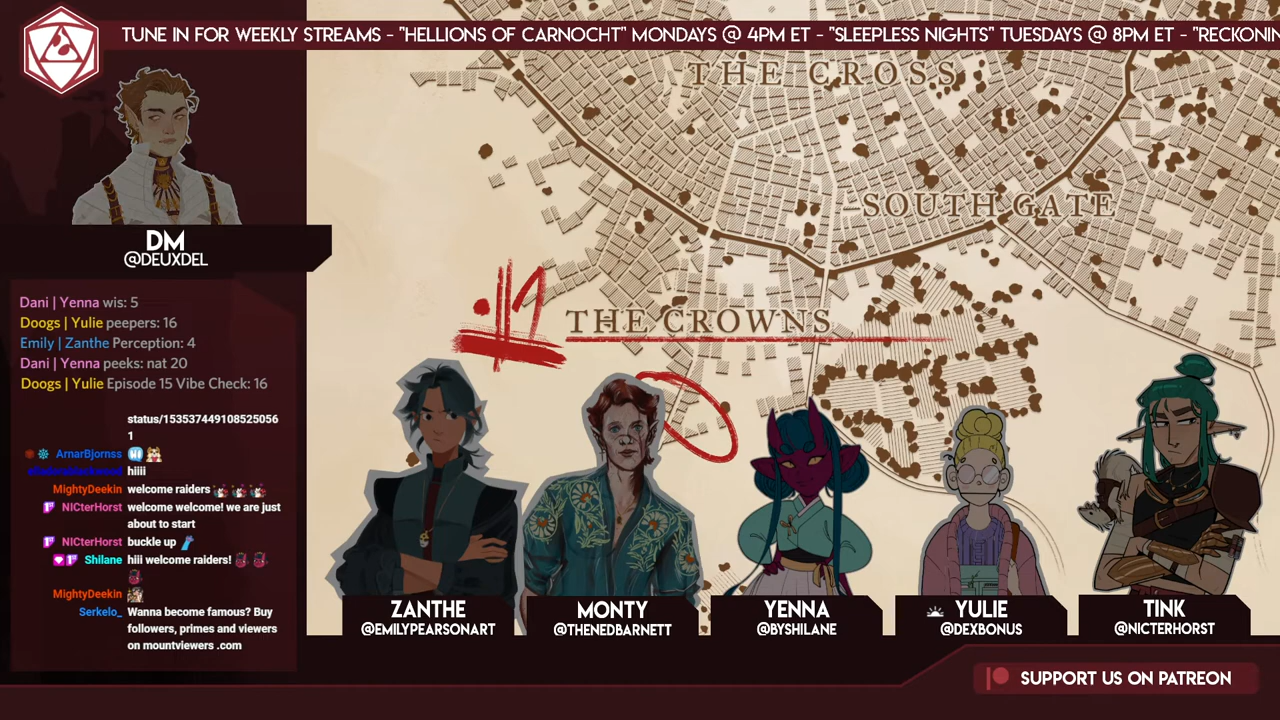 TUNE IN FOR WEEKLY STREAMS - "HELLIONS OF CARNOCHT" MONDAYS @ 4PM ET - "SLEEPLESS NIGHTS" TUESDAYS @ 8PM ET - "RECKONIN
THE CROSS
SOUTH GATE
THE CROWNS
DM
@DEUXDEL
Dani | Yenna wis: 5
Doogs | Yulie peepers: 16
Emily | Zanthe Perception: 4
Dani | Yenna peeks: nat 20
Doogs | Yulie Episode 15 Vibe Check: 16
status/153537449108525056
1
ArnarBjornss
hiiii
MightyDeekin welcome raiders
NICterHorst welcome welcome! we are just
about to start
NICterHorst buckle up
Shilane hiii welcome raiders!
MightyDeekin
Serkelo_ Wanna become famous? Buy
followers, primes and viewers
on mountviewers .com
ZANTHE
@EMILYPEARSONART
MONTY
@THENEDBARNETT
YENNA
@BYSHILANE
YULIE
@DEXBONUS
TINK
@NICTERHORST
SUPPORT US ON PATREON